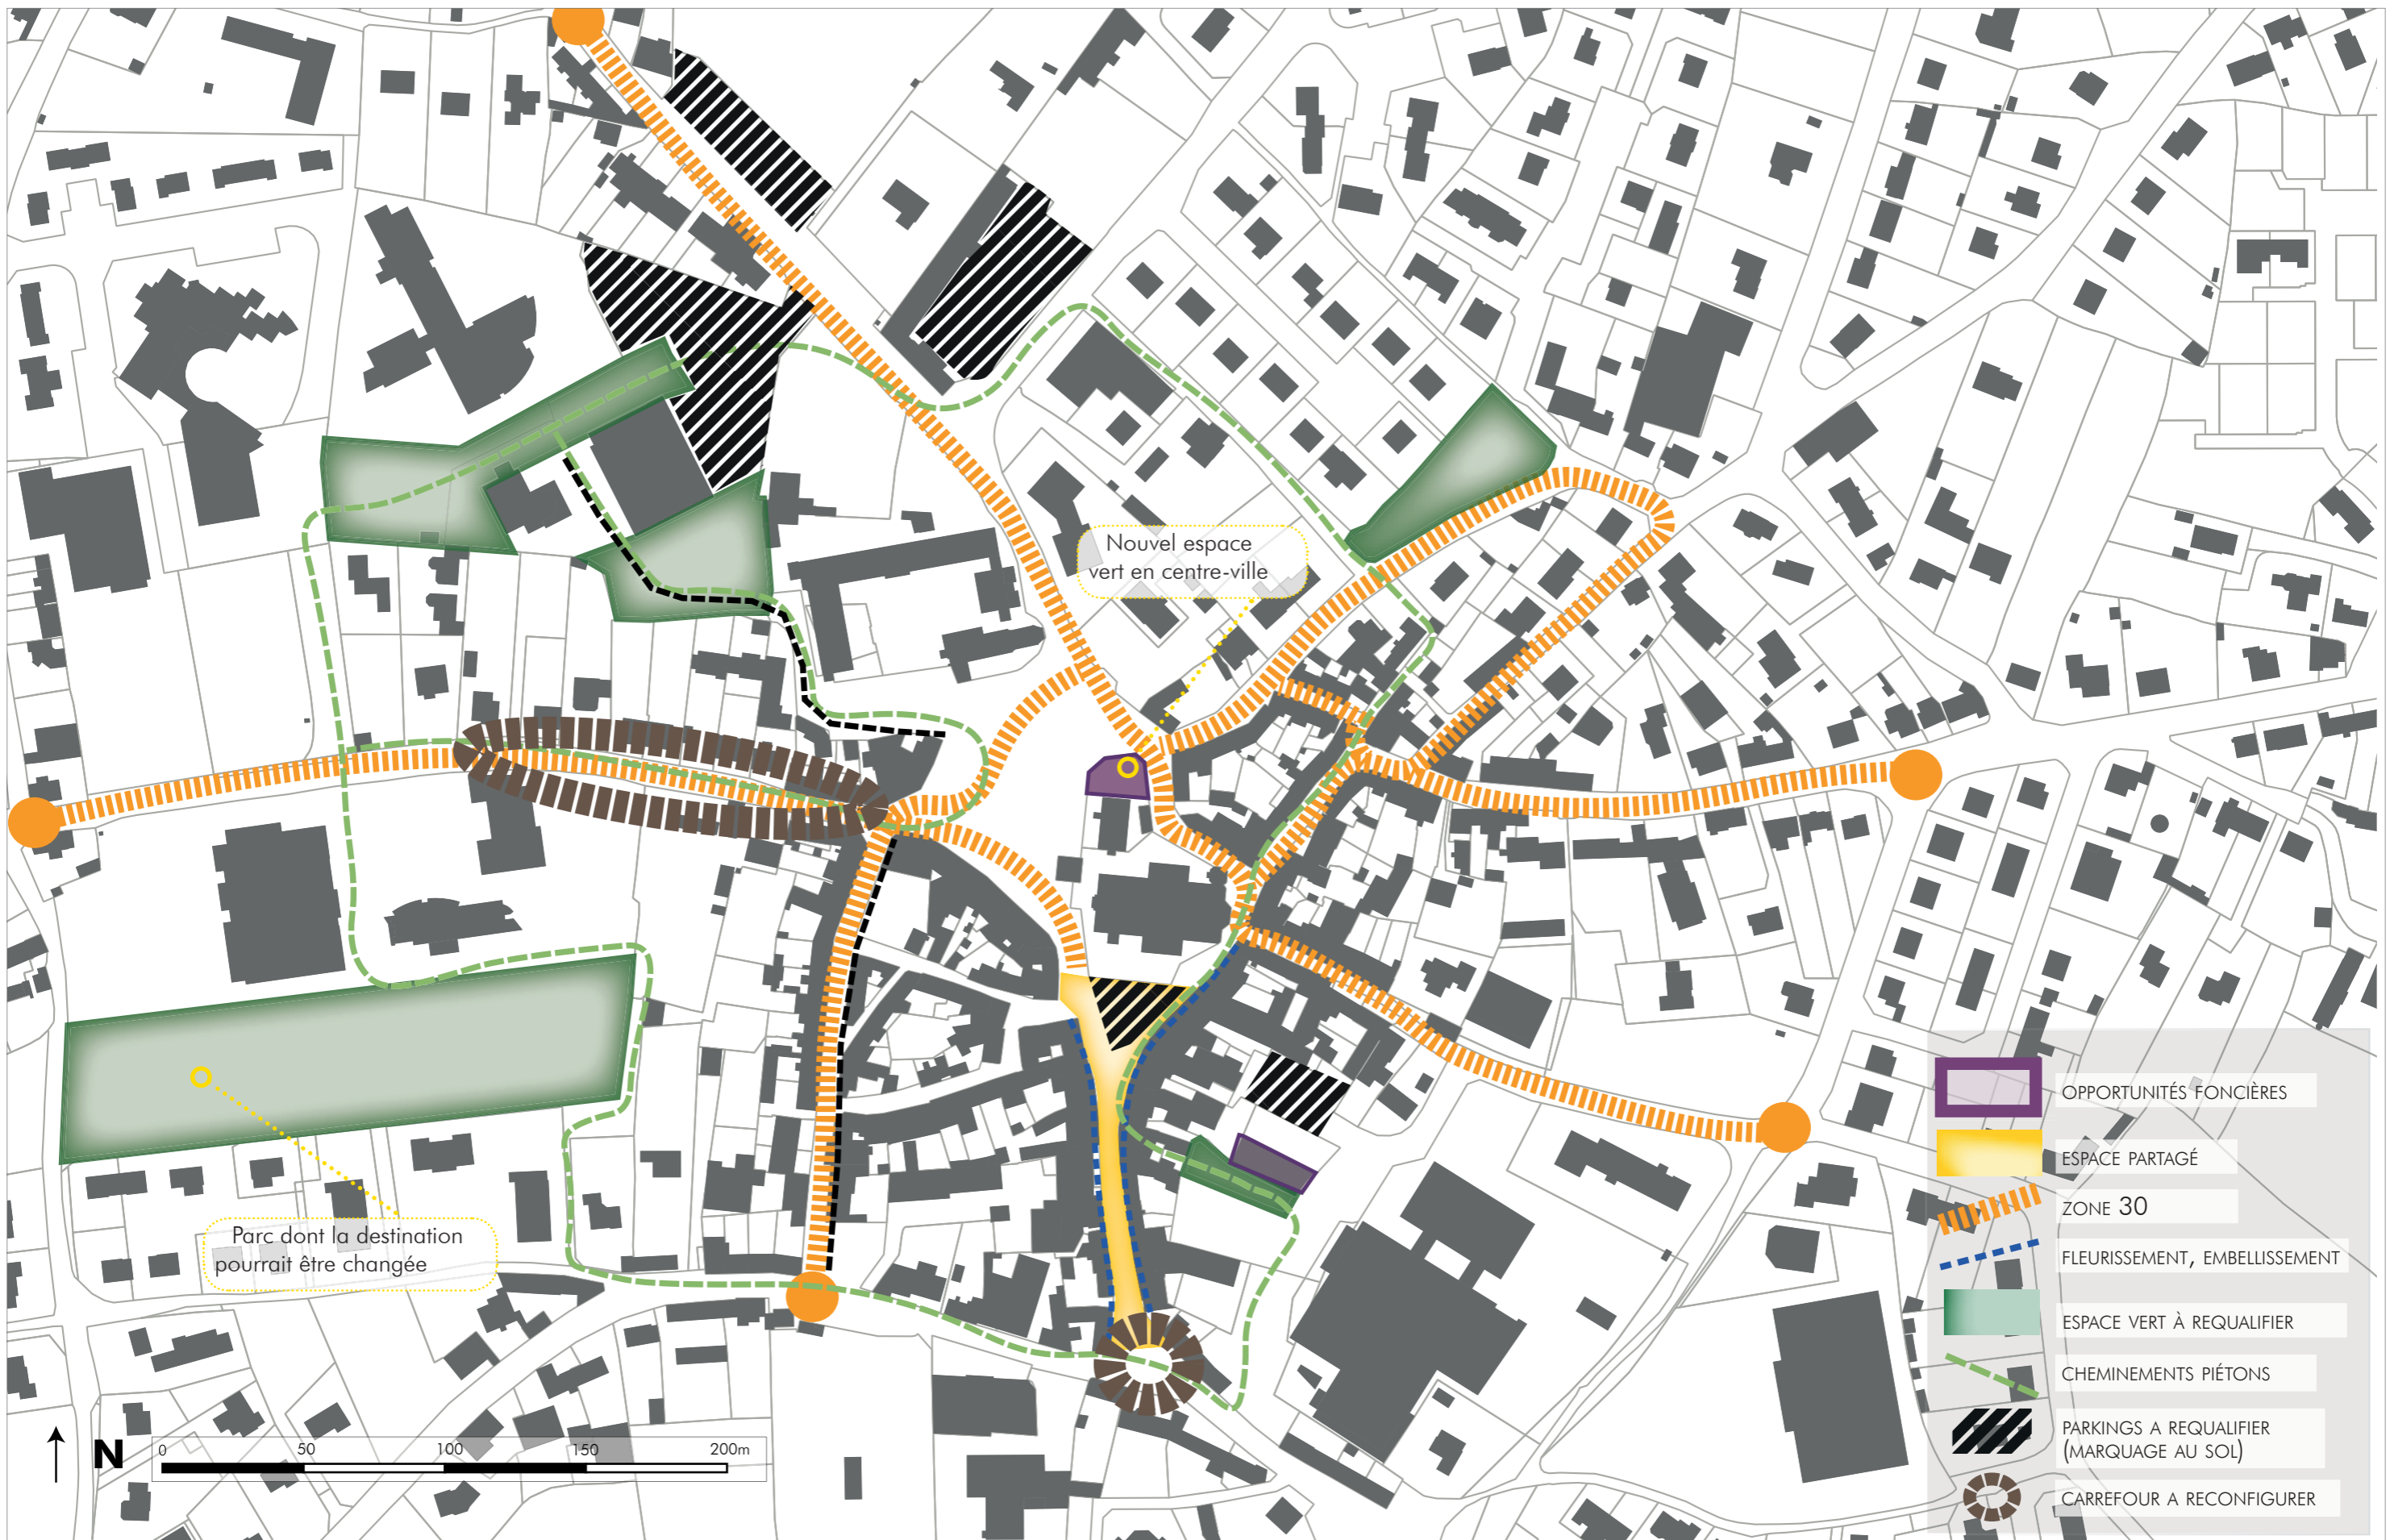 Nouvel espace
vert en centre-ville
Parc dont la destination
pourrait être changée
N
0 50 100 150 200m
OPPORTUNITÉS FONCIÈRES
ESPACE PARTAGÉ
ZONE 30
FLEURISSEMENT, EMBELLISSEMENT
ESPACE VERT À REQUALIFIER
CHEMINEMENTS PIÉTONS
PARKINGS A REQUALIFIER
(MARQUAGE AU SOL)
CARREFOUR A RECONFIGURER